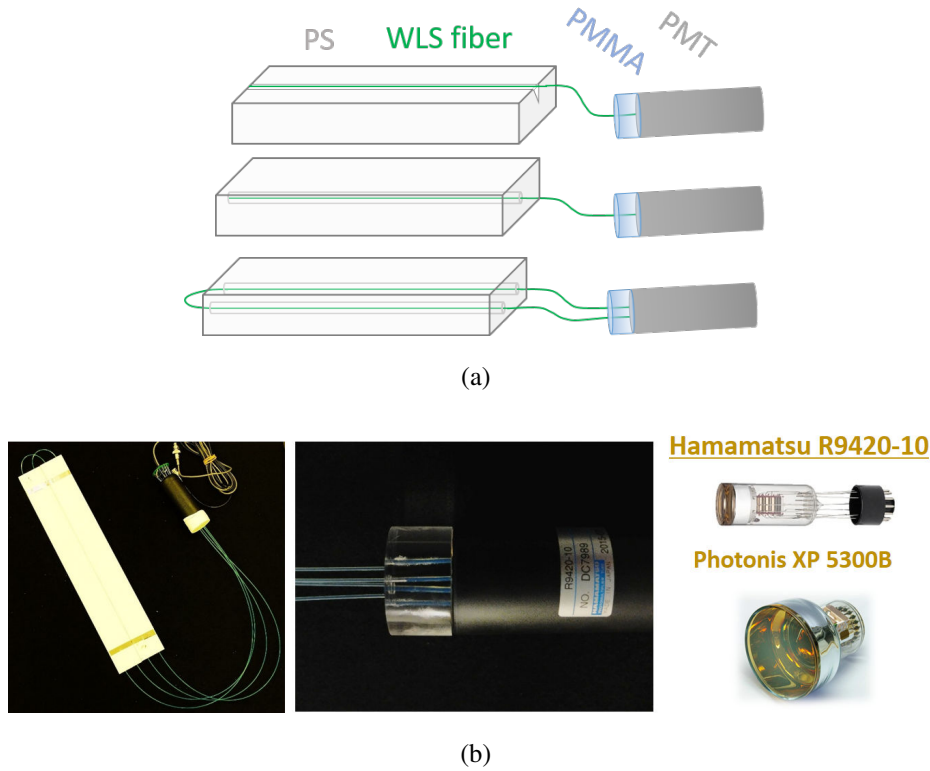 PS WLS fiber PMMA PMT
(a)
Hamamatsu R9420-10
Photonis XP 5300B
R9420-10
NO. DC7989
(b)